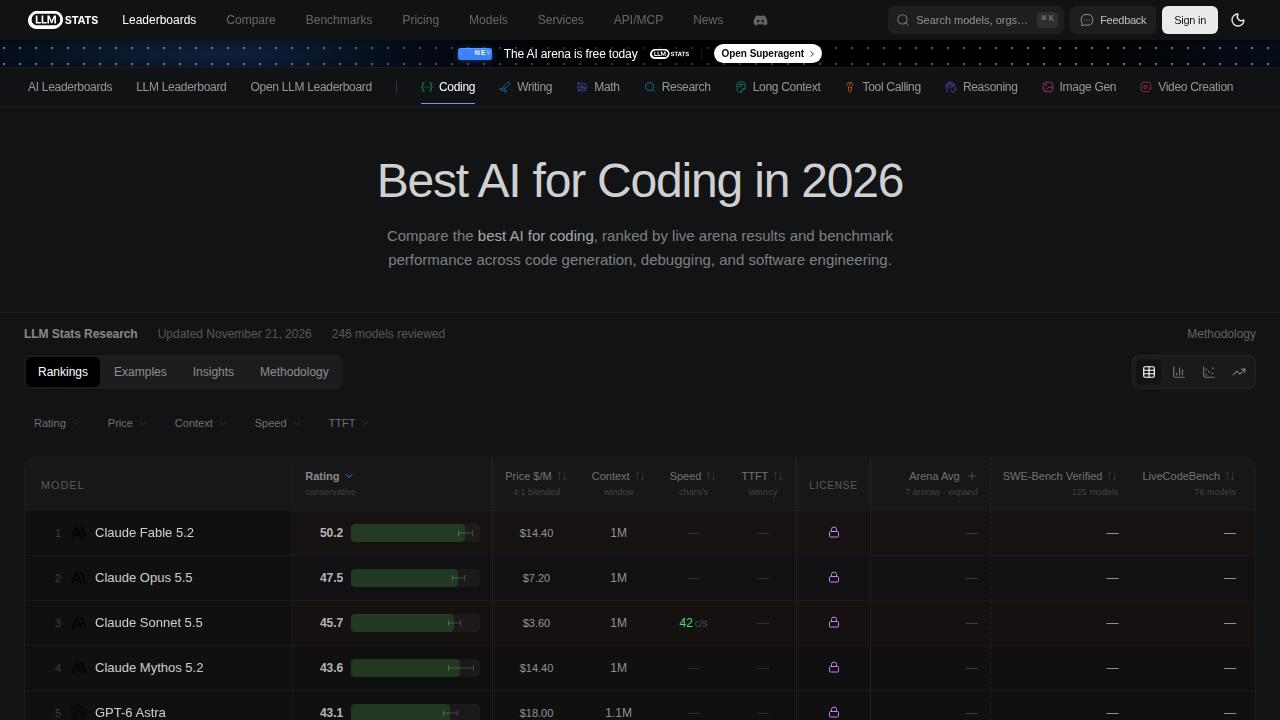 LLM STATS Leaderboards Compare Benchmarks Pricing Models Services API/MCP News Search models, orgs… ⌘K Feedback Sign in
NEW The AI arena is free today LLM STATS Open Superagent
AI Leaderboards LLM Leaderboard Open LLM Leaderboard Coding Writing Math Research Long Context Tool Calling Reasoning Image Gen Video Creation
Best AI for Coding in 2026
Compare the best AI for coding, ranked by live arena results and benchmark
performance across code generation, debugging, and software engineering.
LLM Stats Research Updated November 21, 2026 246 models reviewed Methodology
Rankings Examples Insights Methodology
Rating Price Context Speed TTFT
MODEL Rating Price $/M Context Speed TTFT LICENSE Arena Avg SWE-Bench Verified LiveCodeBench
conservative 4:1 blended window chars/s latency 7 arenas · expand 125 models 76 models
1 Claude Fable 5.2 50.2 $14.40 1M — — — — —
2 Claude Opus 5.5 47.5 $7.20 1M — — — — —
3 Claude Sonnet 5.5 45.7 $3.60 1M 42 c/s — — — —
4 Claude Mythos 5.2 43.6 $14.40 1M — — — — —
5 GPT-6 Astra 43.1 $18.00 1.1M — — — — —